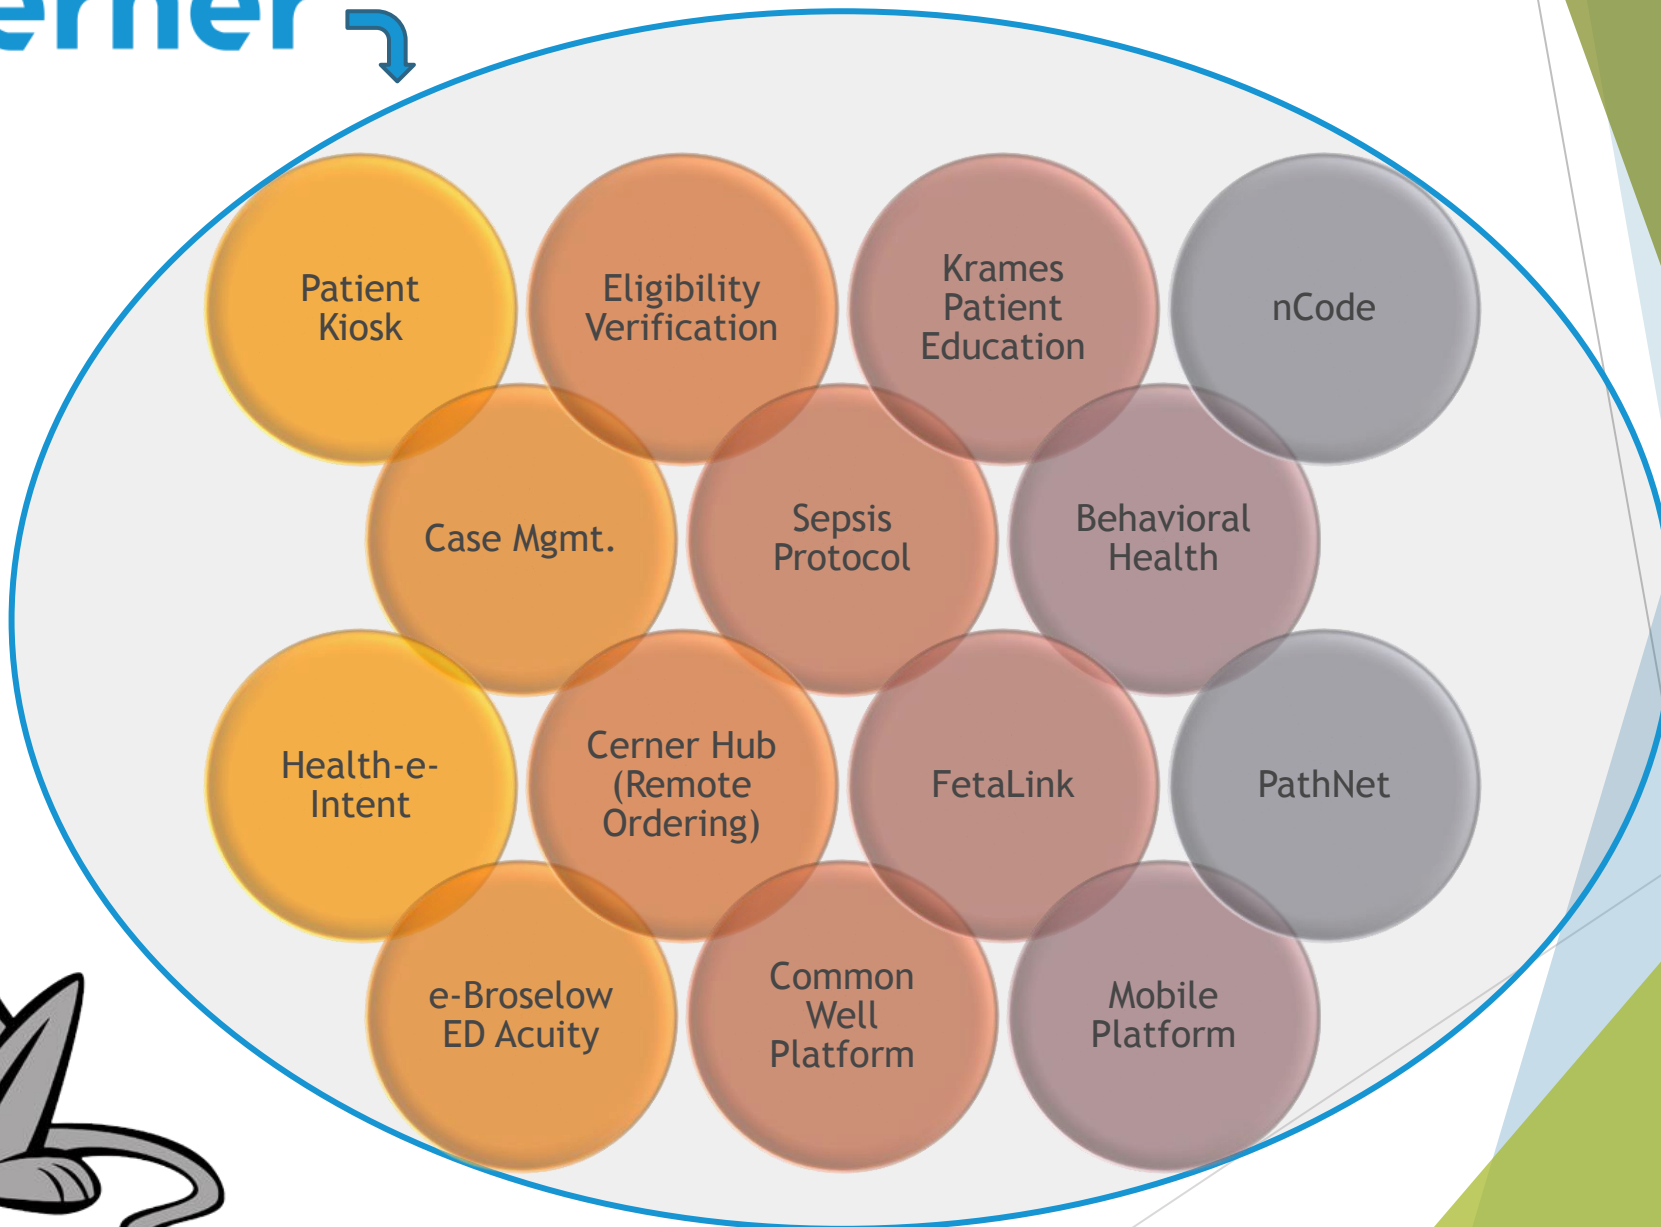 erner
Patient
Kiosk
Eligibility
Verification
Krames
Patient
Education
nCode
Case Mgmt.
Sepsis
Protocol
Behavioral
Health
Health-e-
Intent
Cerner Hub
(Remote
Ordering)
FetaLink
PathNet
e-Broselow
ED Acuity
Common
Well
Platform
Mobile
Platform